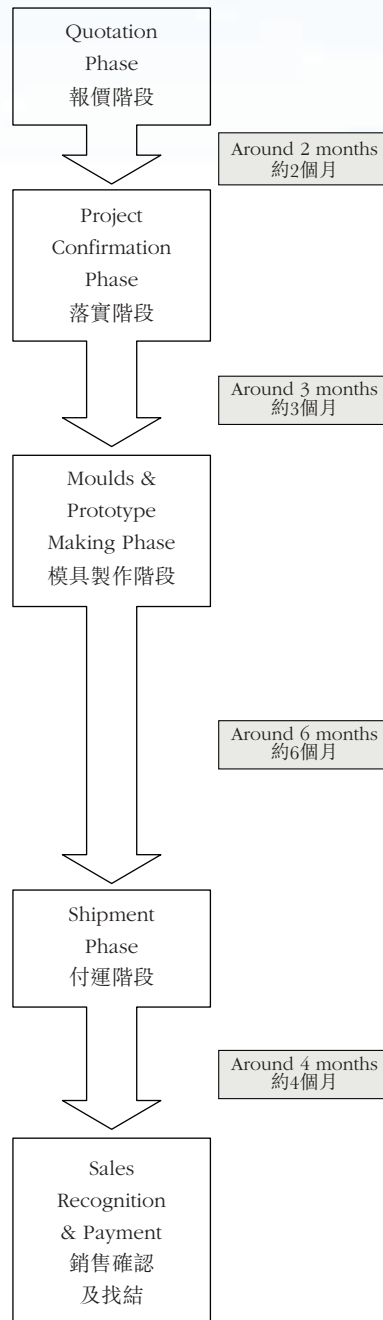 Quotation
Phase
報價階段
Around 2 months
約2個月
Project
Confirmation
Phase
落實階段
Around 3 months
約3個月
Moulds &
Prototype
Making Phase
模具製作階段
Around 6 months
約6個月
Shipment
Phase
付運階段
Around 4 months
約4個月
Sales
Recognition
& Payment
銷售確認
及找結